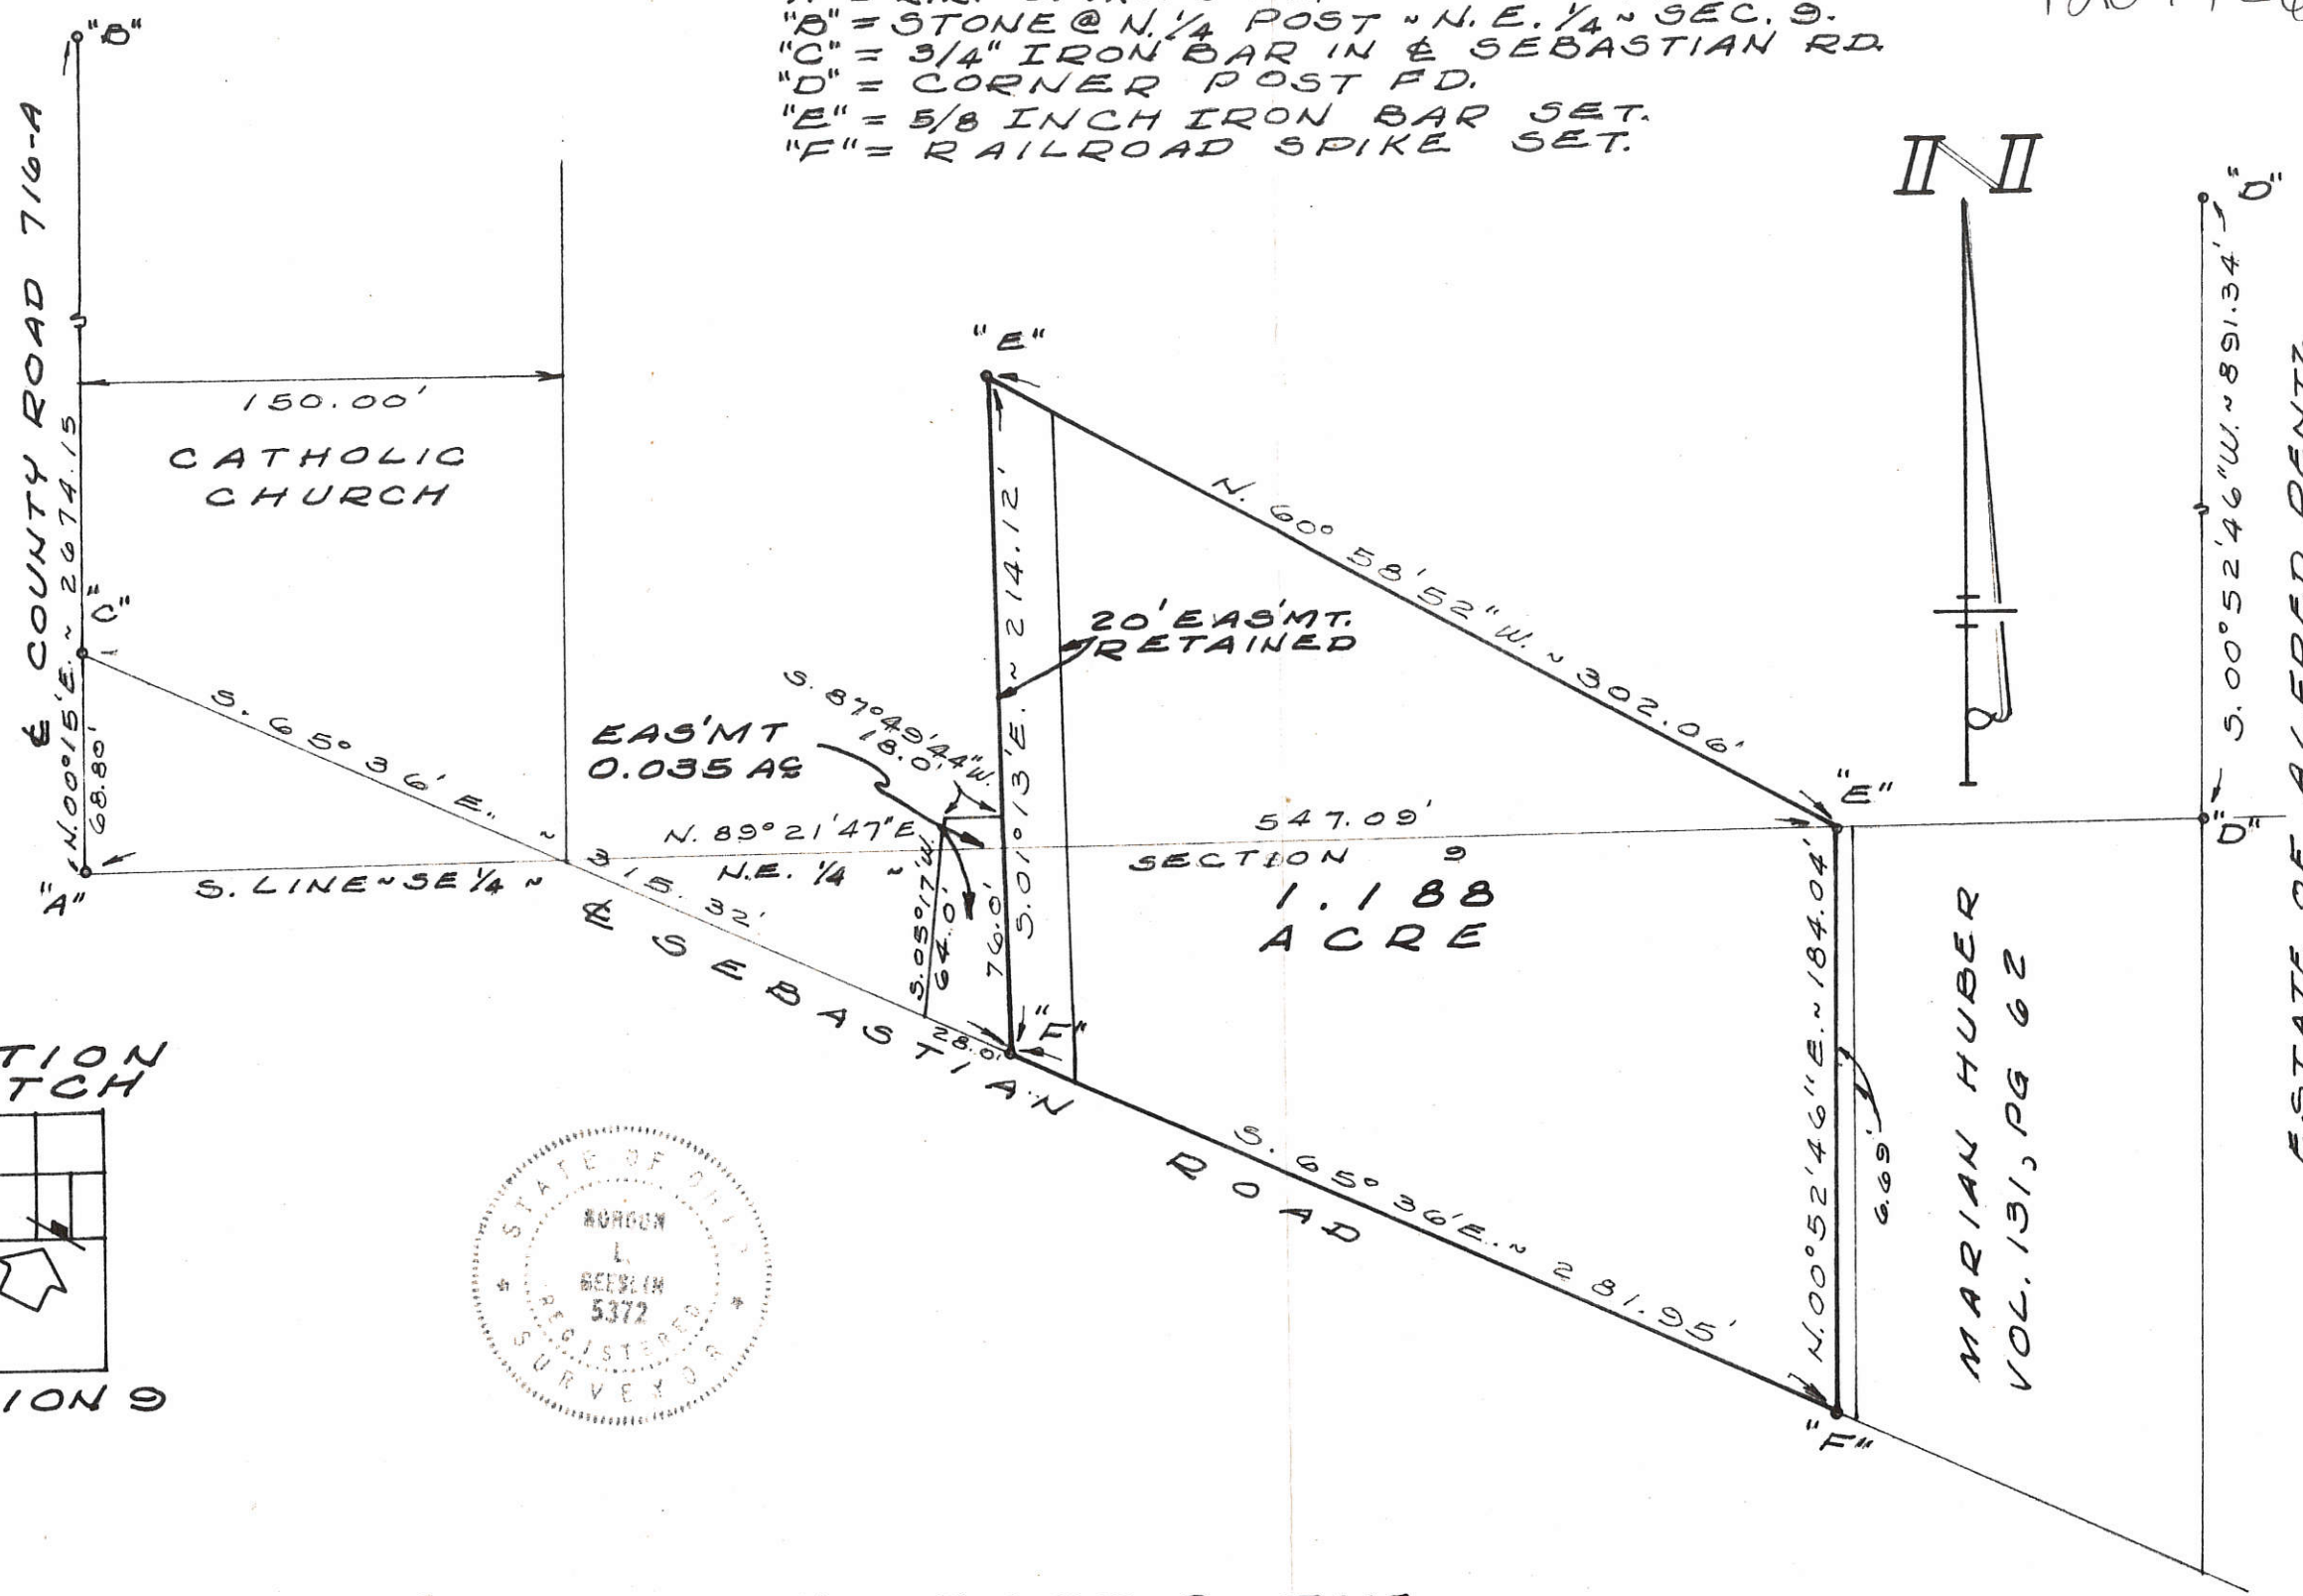 "B" = STONE @ N. 1/4 POST ~ N.E. 1/4 ~ SEC. 9.
"C" = 3/4" IRON BAR IN ℄ SEBASTIAN RD.
"D" = CORNER POST FD.
"E" = 5/8 INCH IRON BAR SET.
"F" = RAILROAD SPIKE SET.
"B"
N
"D"
℄ COUNTY ROAD 716-A
N.00°15'E. ~ 2674.15
150.00'
CATHOLIC
CHURCH
"C"
68.80'
"A"
S. 65°36' E. ~ 315.32'
S. LINE ~ SE 1/4 ~
N. 89°21'47"E
N.E. 1/4 ~
SECTION 9
547.09'
"E"
N. 60° 58' 52" W. ~ 302.06'
S.01°13'E. ~ 214.12'
20' EAS'MT.
RETAINED
EAS'MT
0.035 AC
S. 87°49'44"W.
18.0'
S.05°17'W.
64.0'
76.0'
28.0'
"F"
1.188
ACRE
"E"
"D"
S.00°52'46"W. ~ 891.34'
℄ SEBASTIAN ROAD
S. 65° 36'E. ~ 281.95'
N.00°52'46"E. ~ 184.04'
6.69'
"F"
MARIAN HUBER
VOL. 131, PG 62
ESTATE OF ALFRED
TION
TCH
ION 9
STATE OF OHIO
L.
BEESLIN
5372
REGISTERED
SURVEYOR